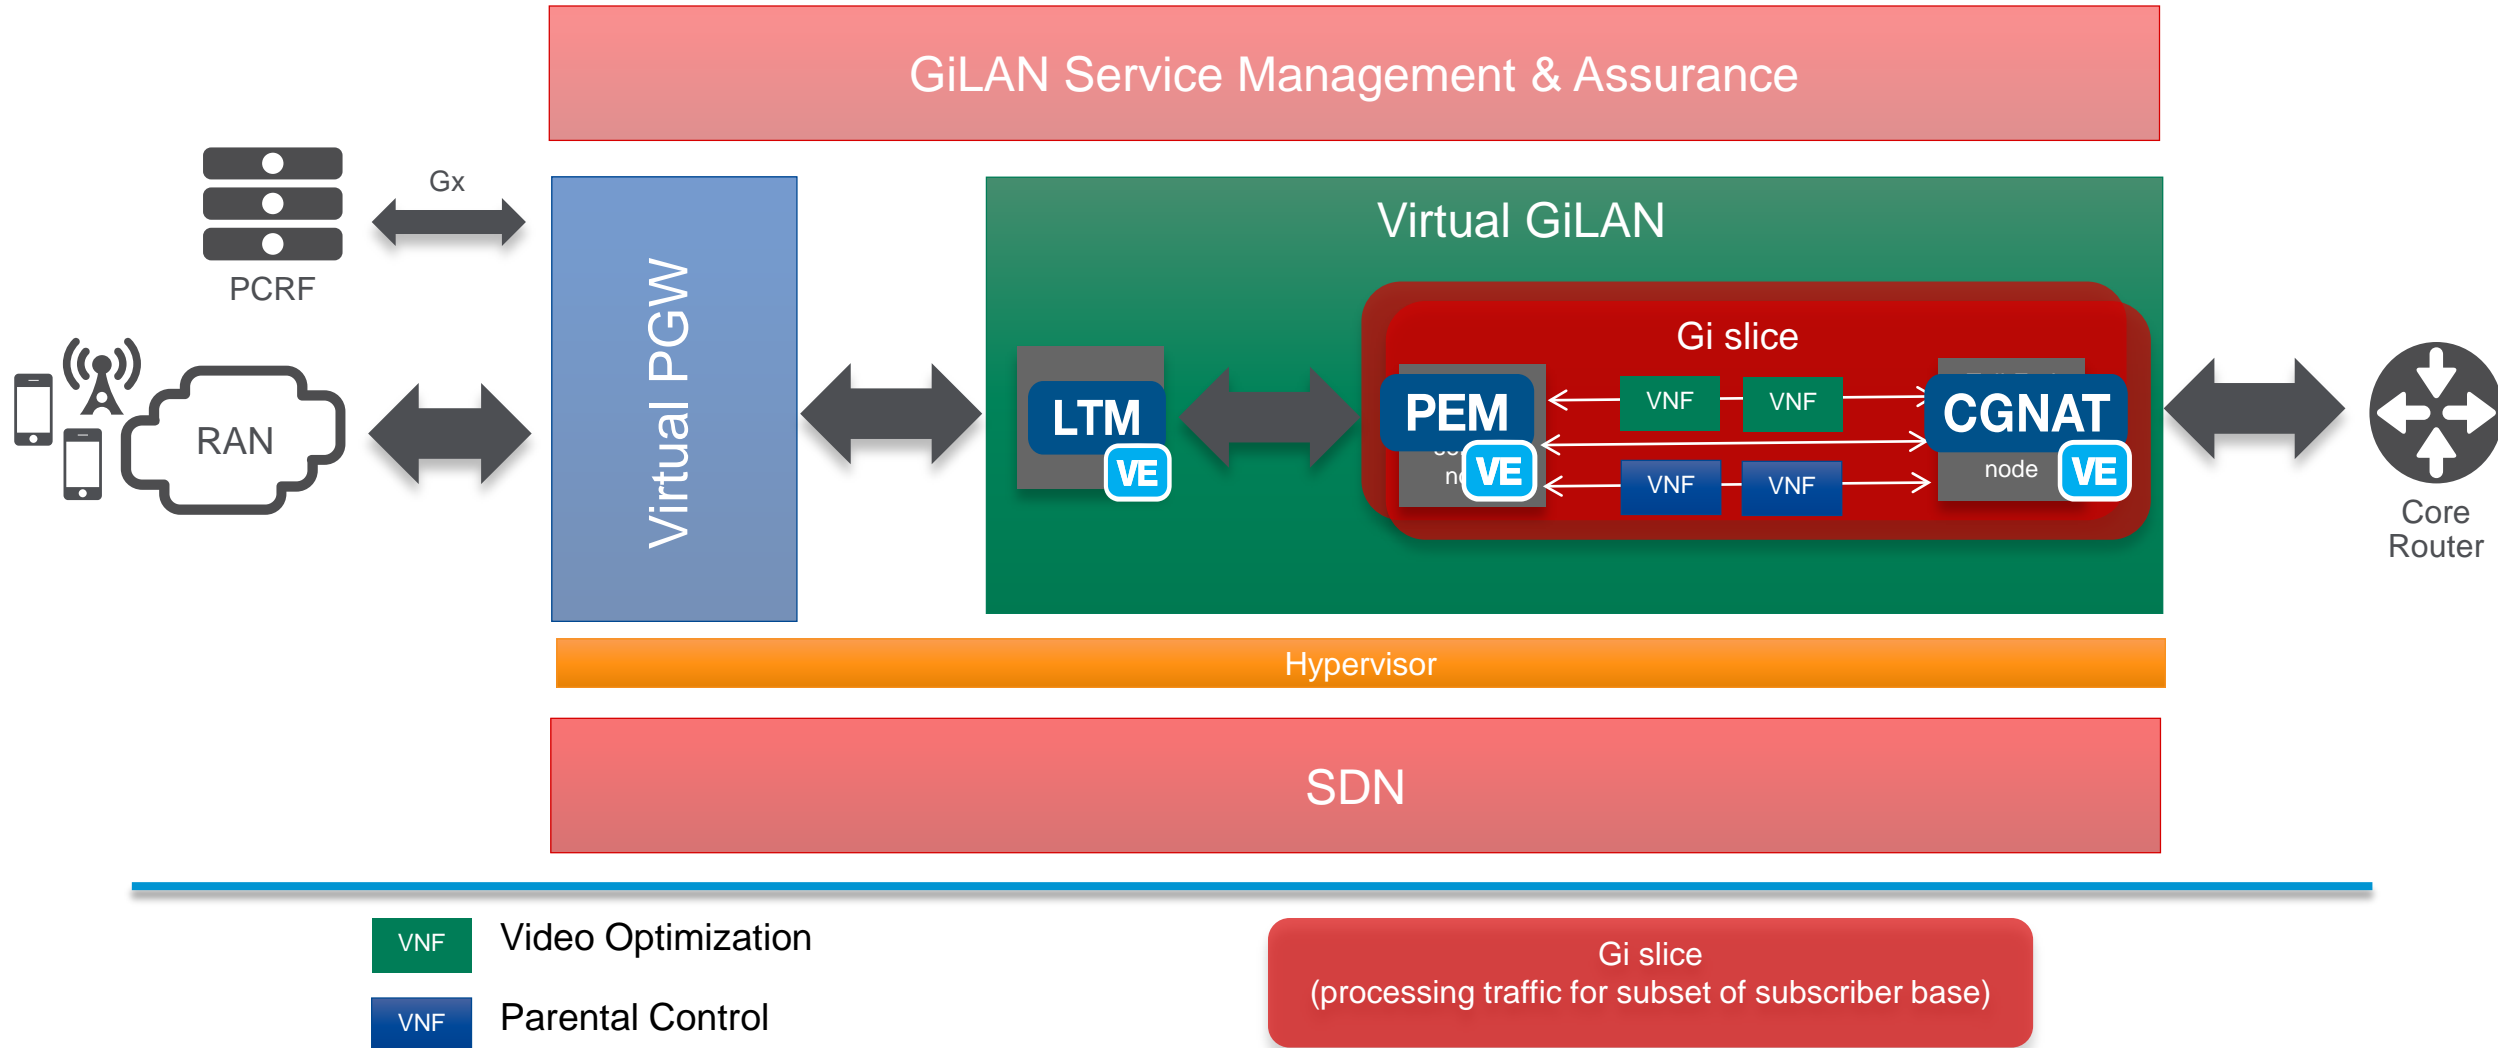 GiLAN Service Management & Assurance
Gx
PCRF
RAN
Virtual PGW
Virtual GiLAN
LTM
VE
Gi slice
PEM
VE
VNF
VNF
VNF
VNF
CGNAT
node
VE
Core
Router
Hypervisor
SDN
VNF
Video Optimization
VNF
Parental Control
Gi slice
(processing traffic for subset of subscriber base)